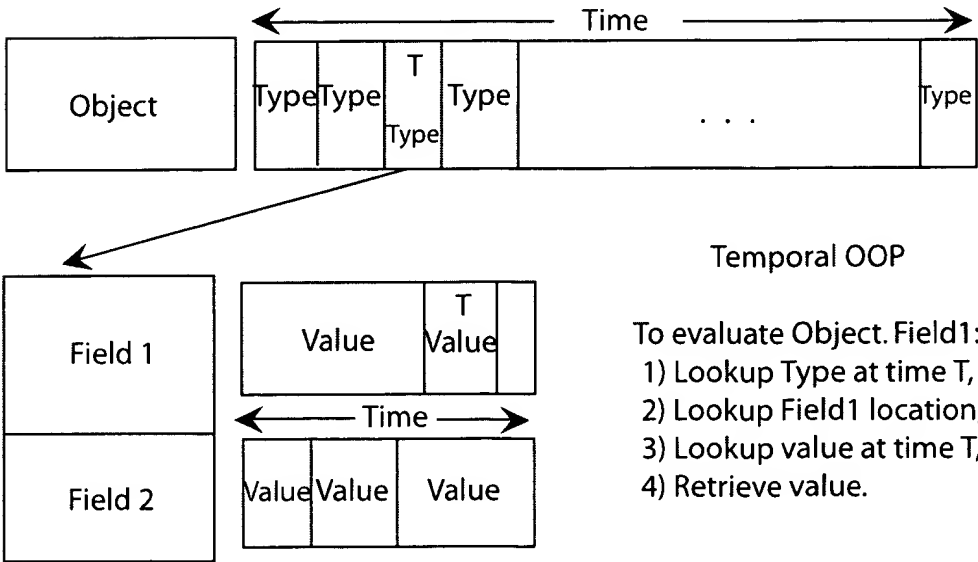 Time
Object
Type Type T Type Type . . . Type
Temporal OOP
Field 1
Value T Value
To evaluate Object. Field1:
1) Lookup Type at time T,
2) Lookup Field1 location
3) Lookup value at time T,
4) Retrieve value.
Time
Field 2
Value Value Value